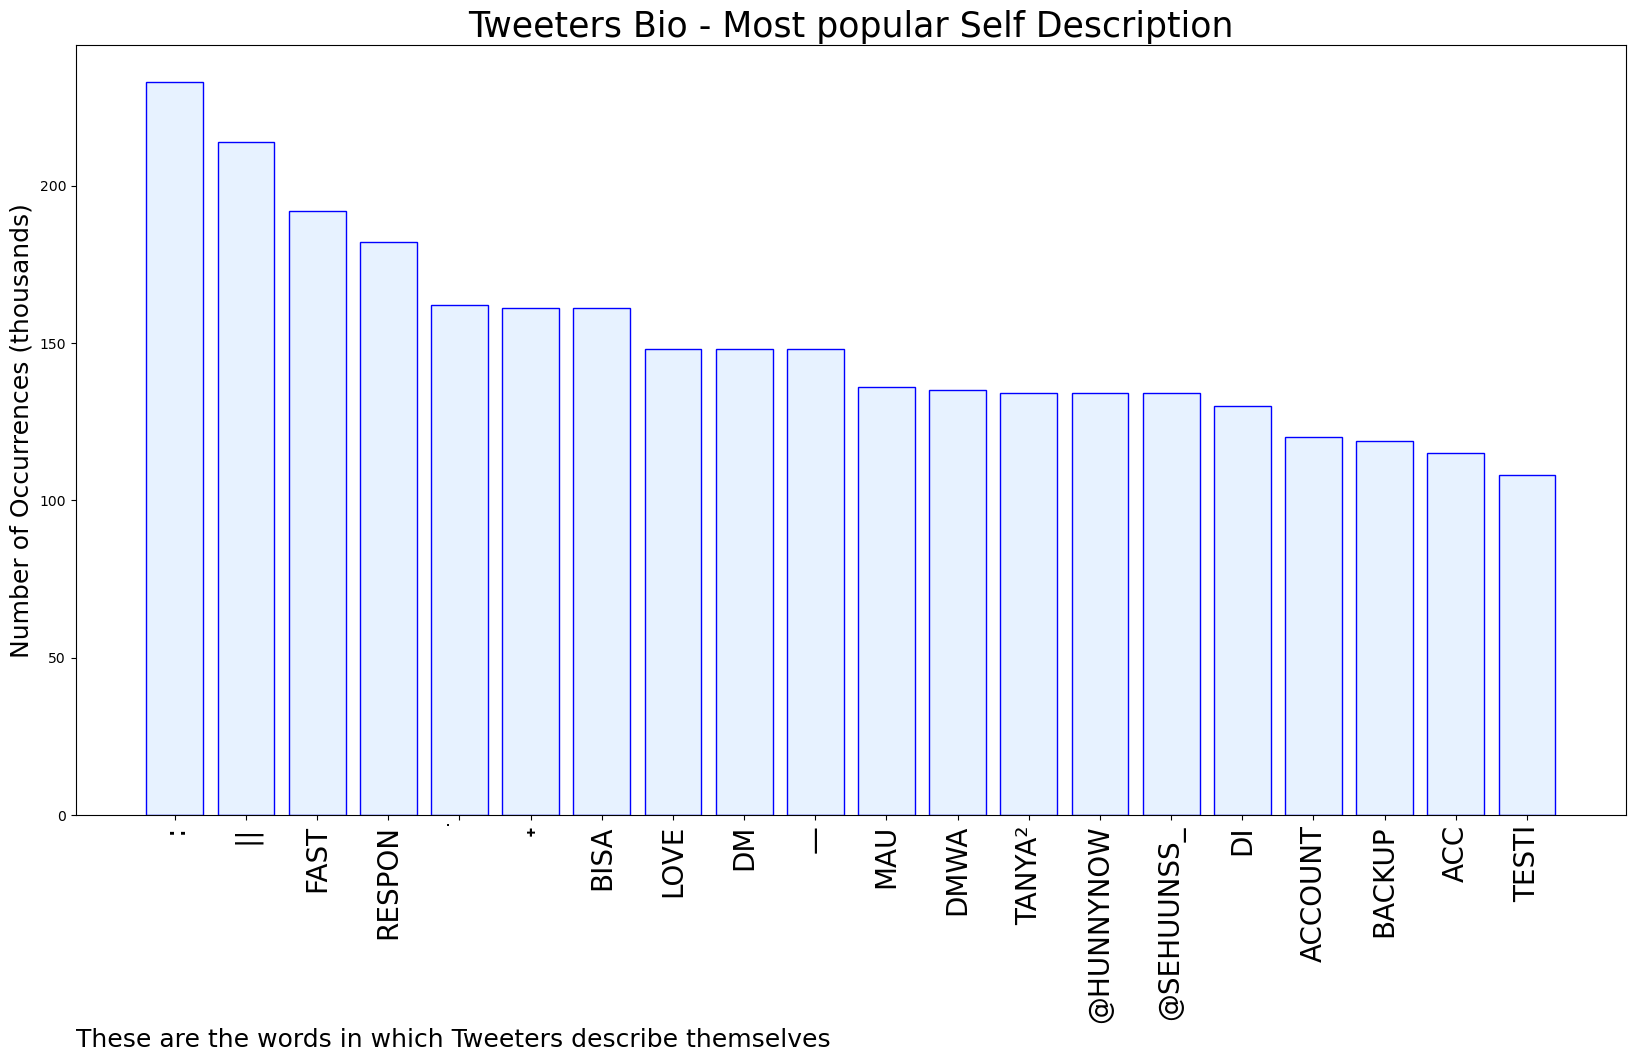 Tweeters Bio - Most popular Self Description
Number of Occurrences (thousands)
200
150
100
50
0
:
||
FAST
RESPON
˙
⁺
BISA
LOVE
DM
—
MAU
DMWA
TANYA²
@HUNNYNOW
@SEHUUNSS_
DI
ACCOUNT
BACKUP
ACC
TESTI
These are the words in which Tweeters describe themselves